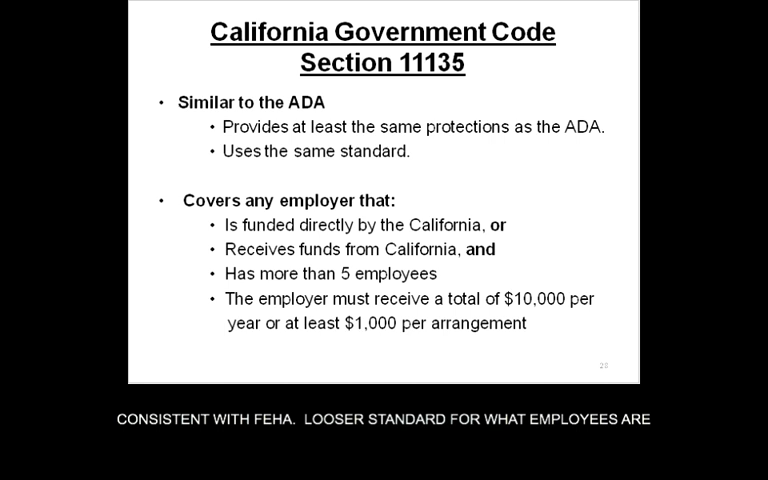 California Government Code
Section 11135
• Similar to the ADA
• Provides at least the same protections as the ADA.
• Uses the same standard.
• Covers any employer that:
• Is funded directly by the California, or
• Receives funds from California, and
• Has more than 5 employees
• The employer must receive a total of $10,000 per
year or at least $1,000 per arrangement
28
CONSISTENT WITH FEHA.  LOOSER STANDARD FOR WHAT EMPLOYEES ARE